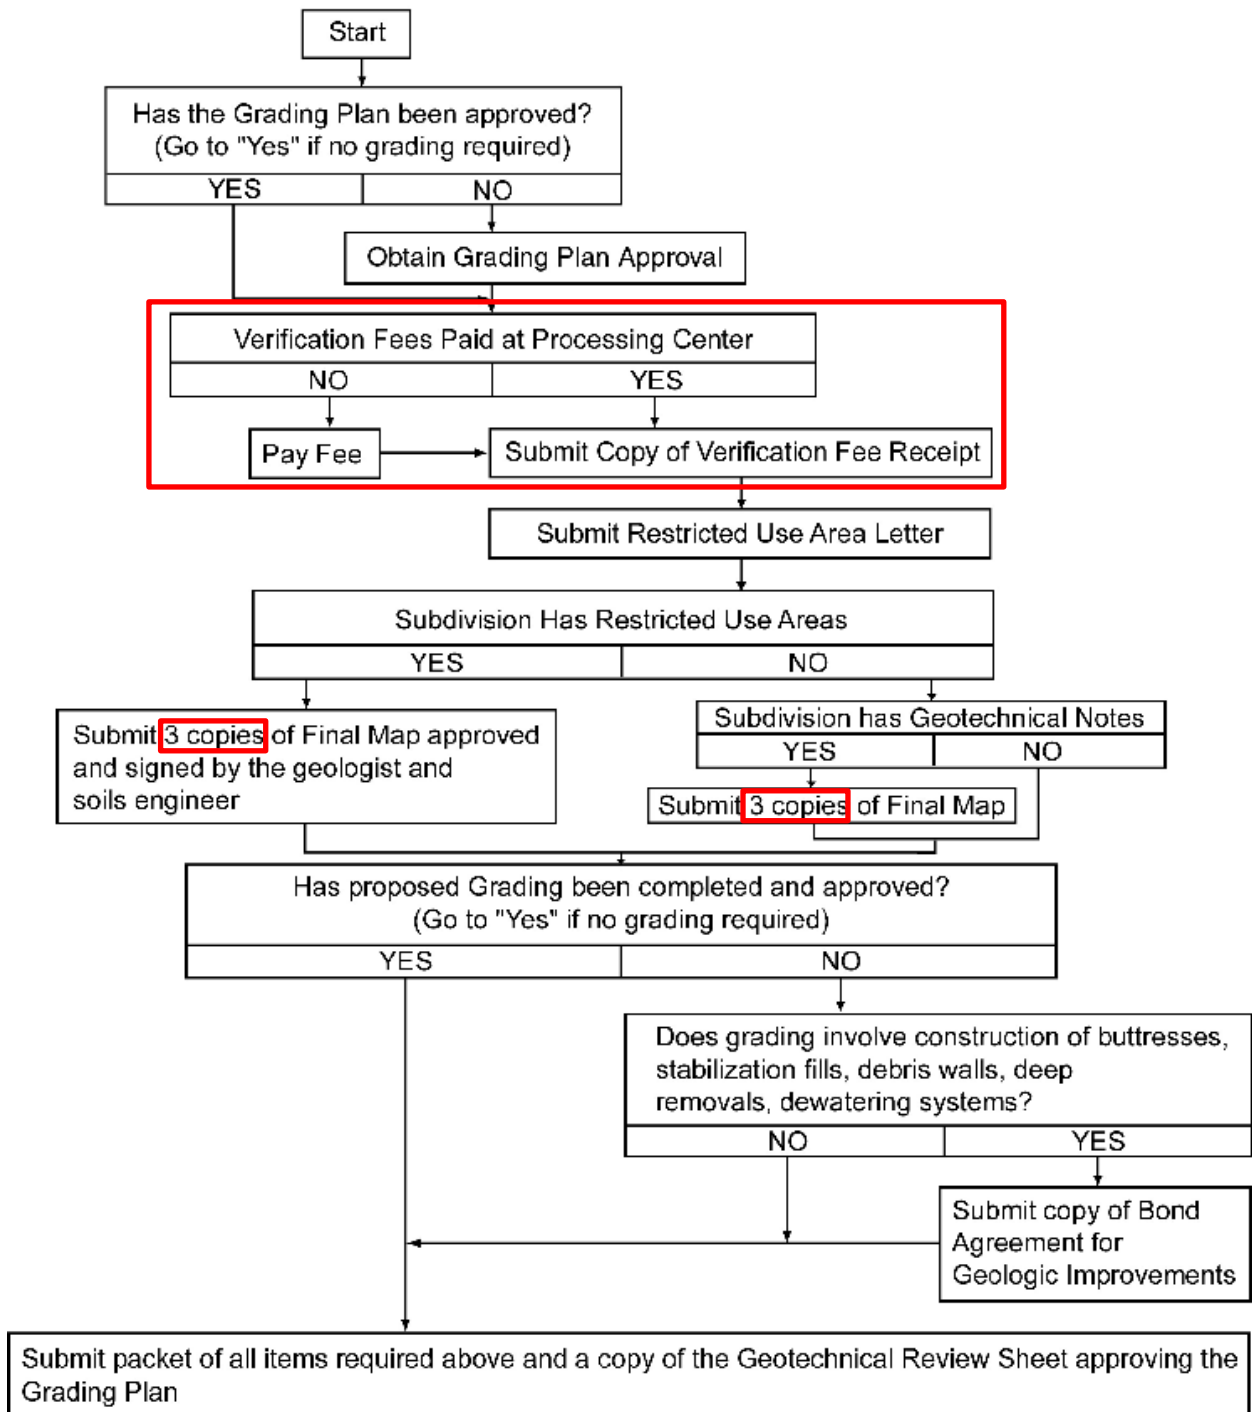 Start
Has the Grading Plan been approved?
(Go to "Yes" if no grading required)
YES
NO
Obtain Grading Plan Approval
Verification Fees Paid at Processing Center
NO
YES
Pay Fee
Submit Copy of Verification Fee Receipt
Submit Restricted Use Area Letter
Subdivision Has Restricted Use Areas
YES
NO
Submit 3 copies of Final Map approved
and signed by the geologist and
soils engineer
Subdivision has Geotechnical Notes
YES
NO
Submit 3 copies of Final Map
Has proposed Grading been completed and approved?
(Go to "Yes" if no grading required)
YES
NO
Does grading involve construction of buttresses,
stabilization fills, debris walls, deep
removals, dewatering systems?
NO
YES
Submit copy of Bond
Agreement for
Geologic Improvements
Submit packet of all items required above and a copy of the Geotechnical Review Sheet approving the
Grading Plan